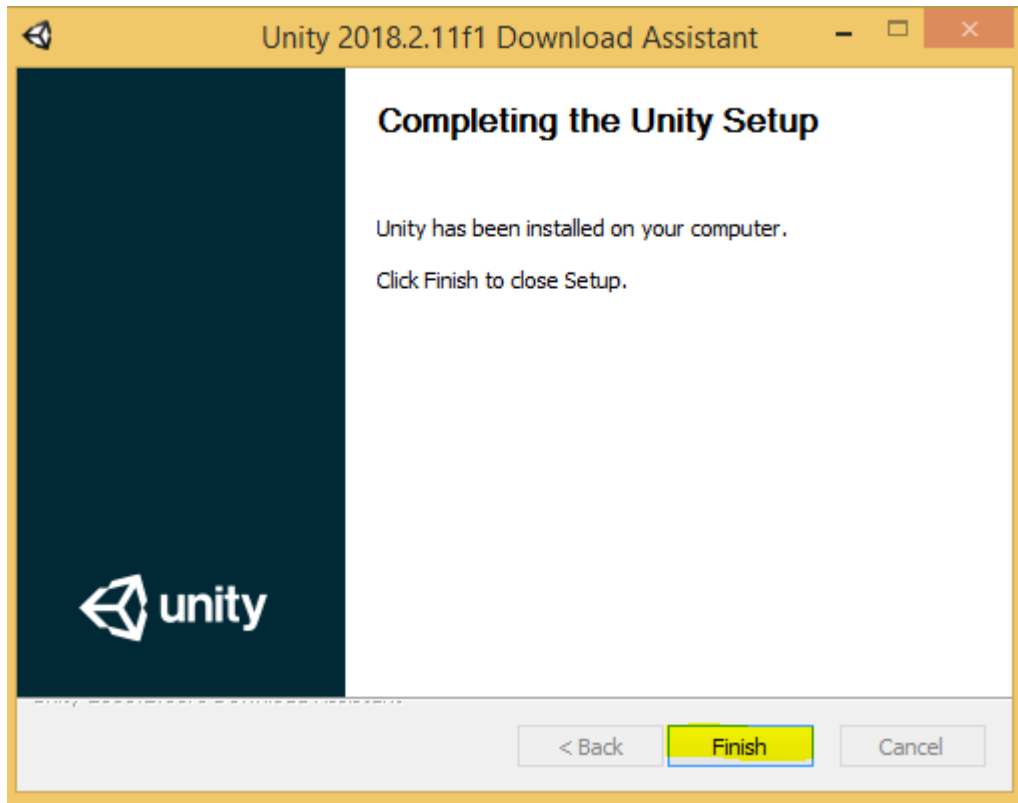 Unity 2018.2.11f1 Download Assistant
Completing the Unity Setup
Unity has been installed on your computer.
Click Finish to close Setup.
unity
< Back Finish Cancel